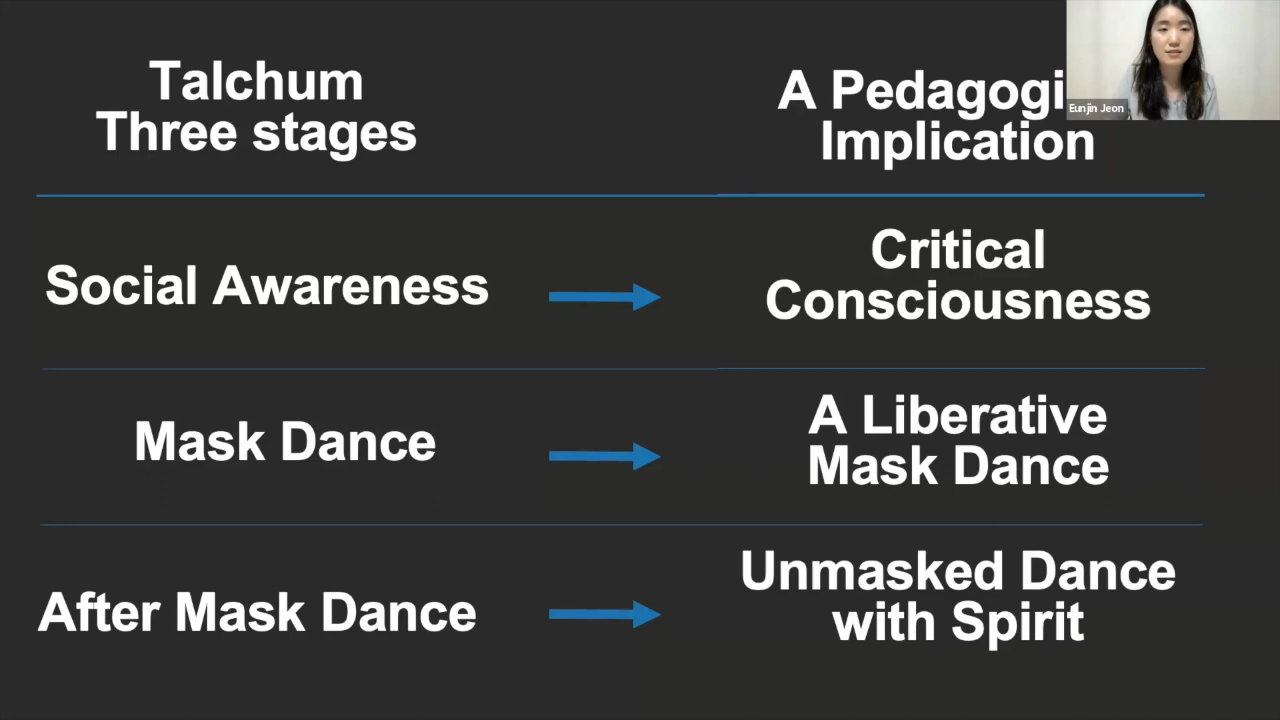 Talchum
Three stages
A Pedagogi
Implication
Eunjin Jeon
Social Awareness
Critical
Consciousness
Mask Dance
A Liberative
Mask Dance
After Mask Dance
Unmasked Dance
with Spirit